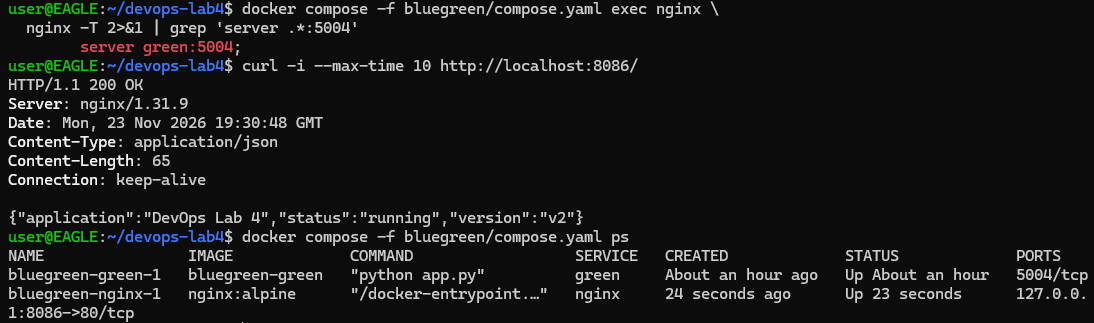 user@EAGLE:~/devops-lab4$ docker compose -f bluegreen/compose.yaml exec nginx \
  nginx -T 2>&1 | grep 'server .*:5004'
        server green:5004;
user@EAGLE:~/devops-lab4$ curl -i --max-time 10 http://localhost:8086/
HTTP/1.1 200 OK
Server: nginx/1.31.9
Date: Mon, 23 Nov 2026 19:30:48 GMT
Content-Type: application/json
Content-Length: 65
Connection: keep-alive

{"application":"DevOps Lab 4","status":"running","version":"v2"}
user@EAGLE:~/devops-lab4$ docker compose -f bluegreen/compose.yaml ps
NAME                IMAGE             COMMAND                  SERVICE   CREATED             STATUS             PORTS
bluegreen-green-1   bluegreen-green   "python app.py"          green     About an hour ago   Up About an hour   5004/tcp
bluegreen-nginx-1   nginx:alpine      "/docker-entrypoint.…"   nginx     24 seconds ago      Up 23 seconds      127.0.0.
1:8086->80/tcp